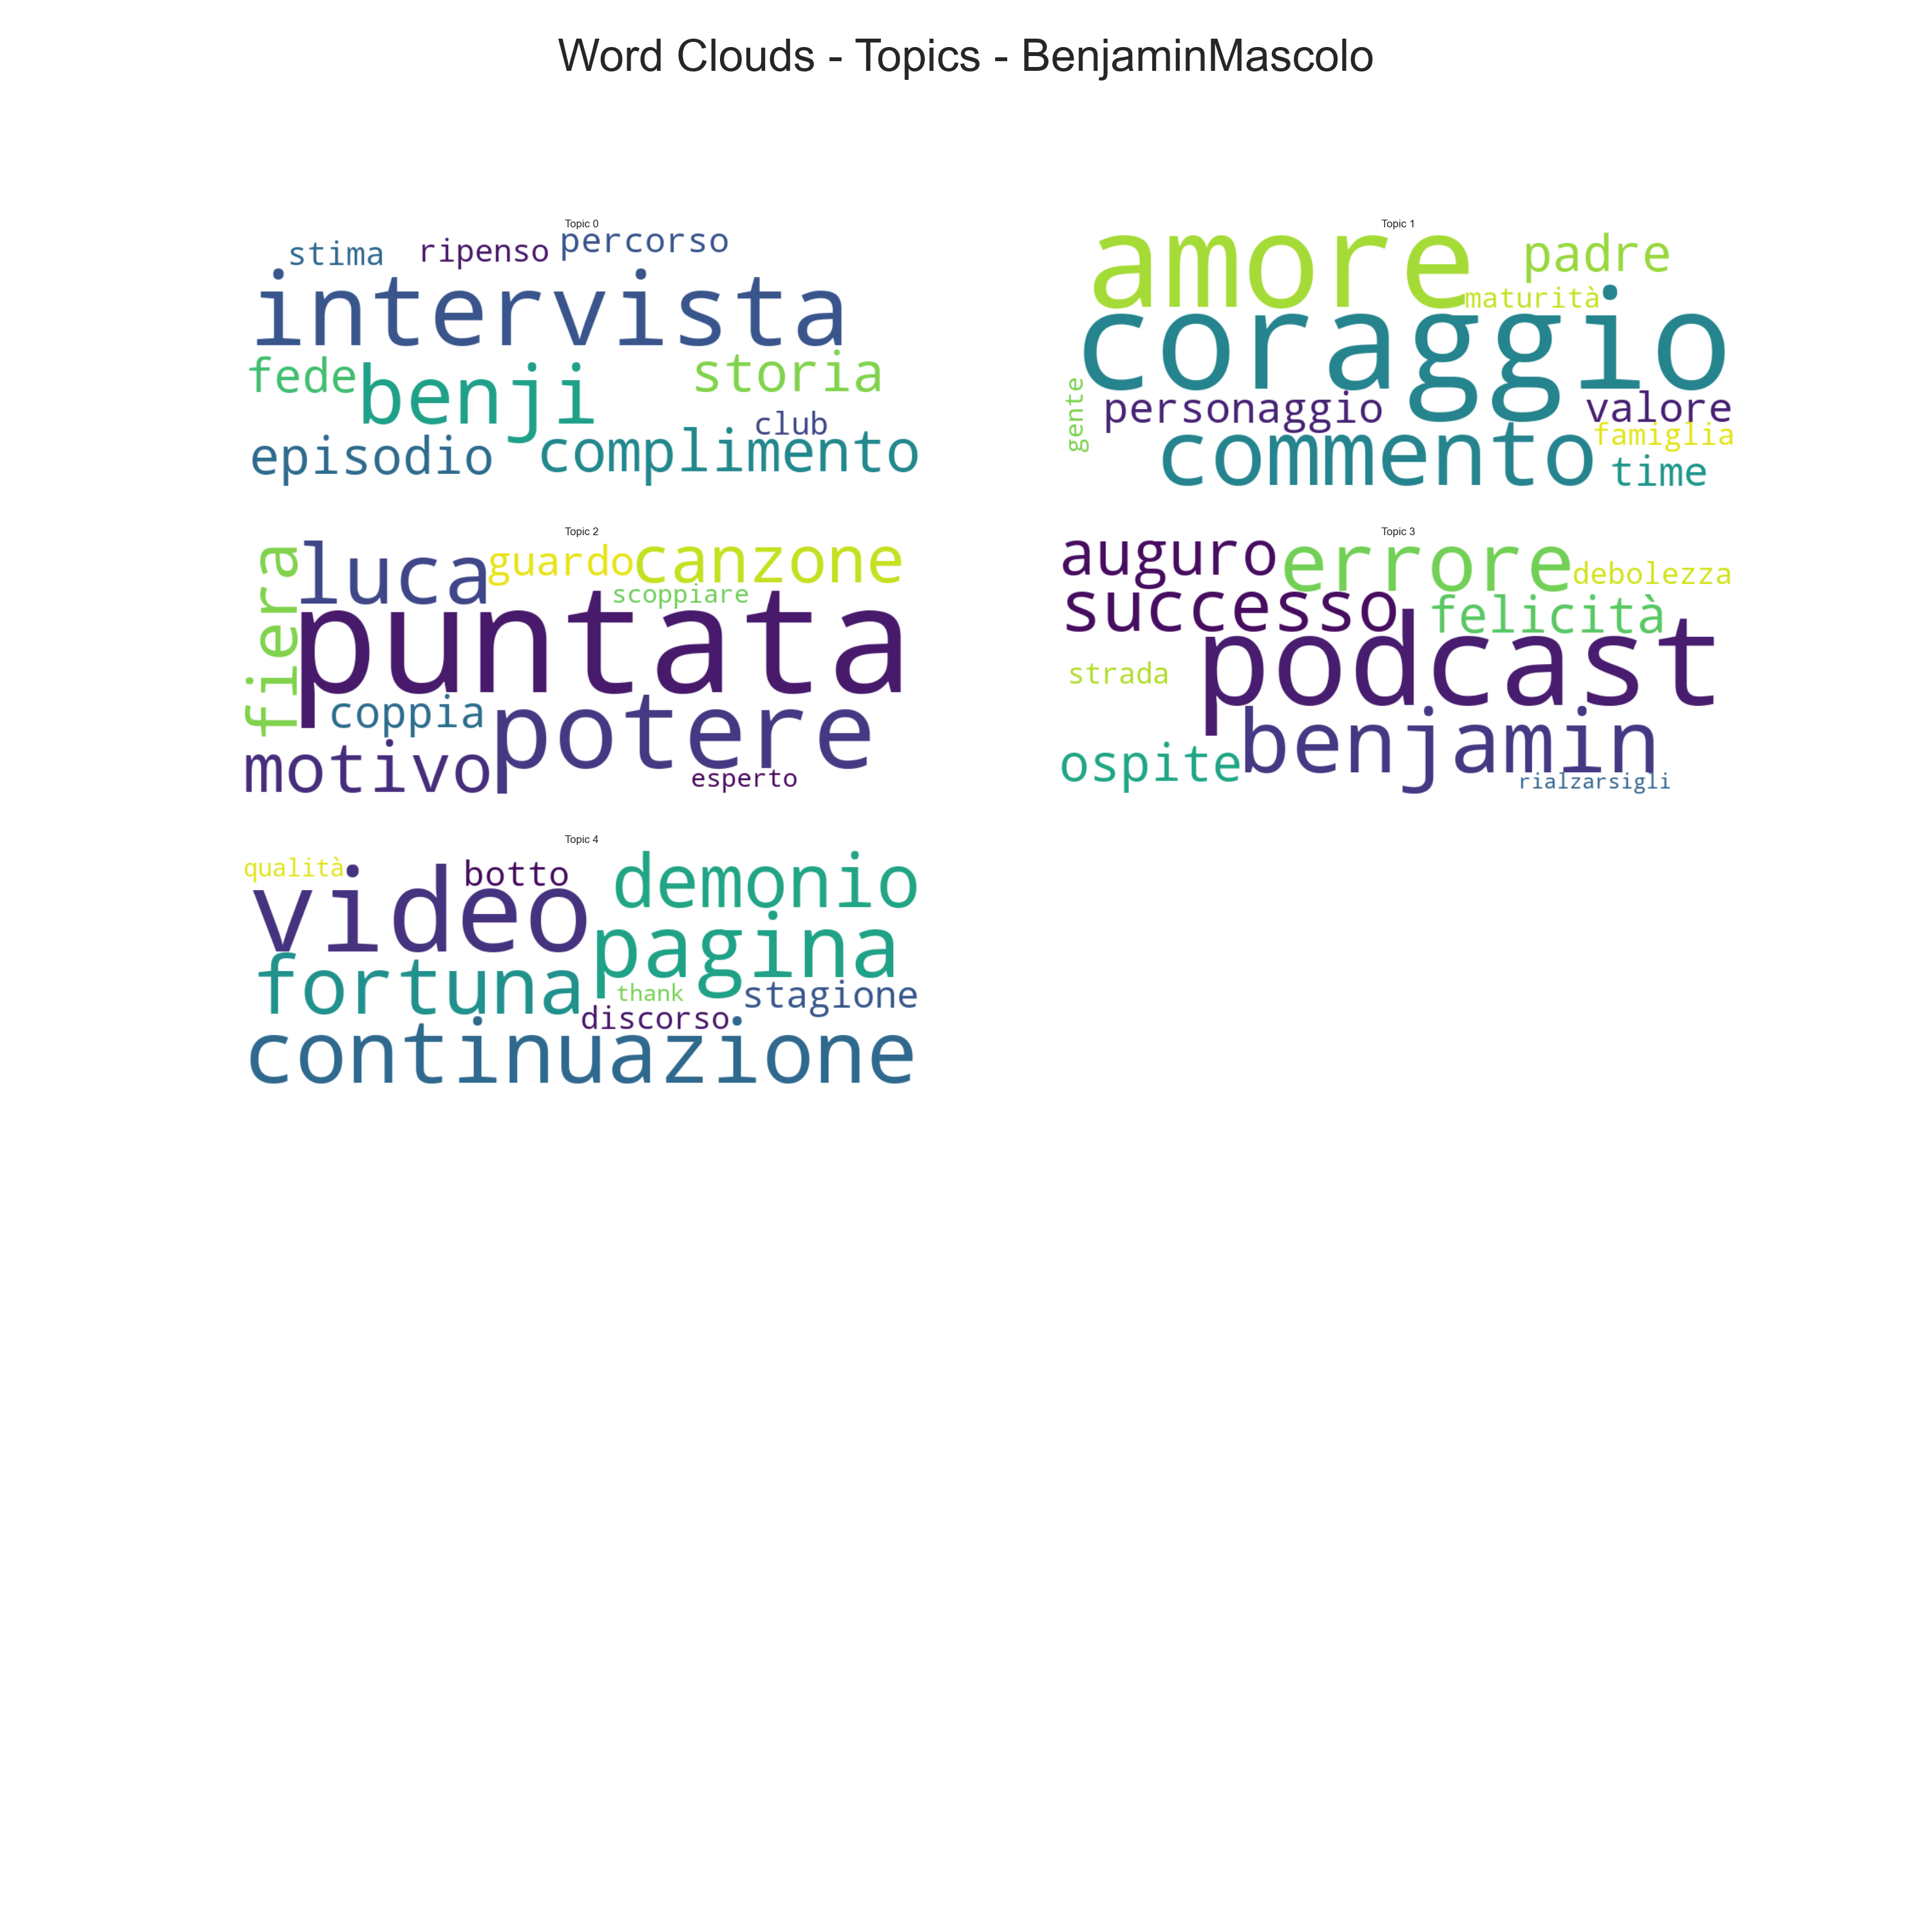 Word Clouds - Topics - BenjaminMascolo
Topic 0
stima ripenso percorso
intervista
fede benji storia
club
episodio complimento
Topic 1
amore padre
maturità
coraggio
gente personaggio valore
commento famiglia
time
Topic 2
fiera luca guardo canzone
scoppiare
puntata
coppia potere
motivo
esperto
Topic 3
auguro errore debolezza
successo felicità
strada podcast
ospite benjamin
rialzarsigli
Topic 4
qualità video botto demonio
pagina
fortuna thank stagione
discorso
continuazione